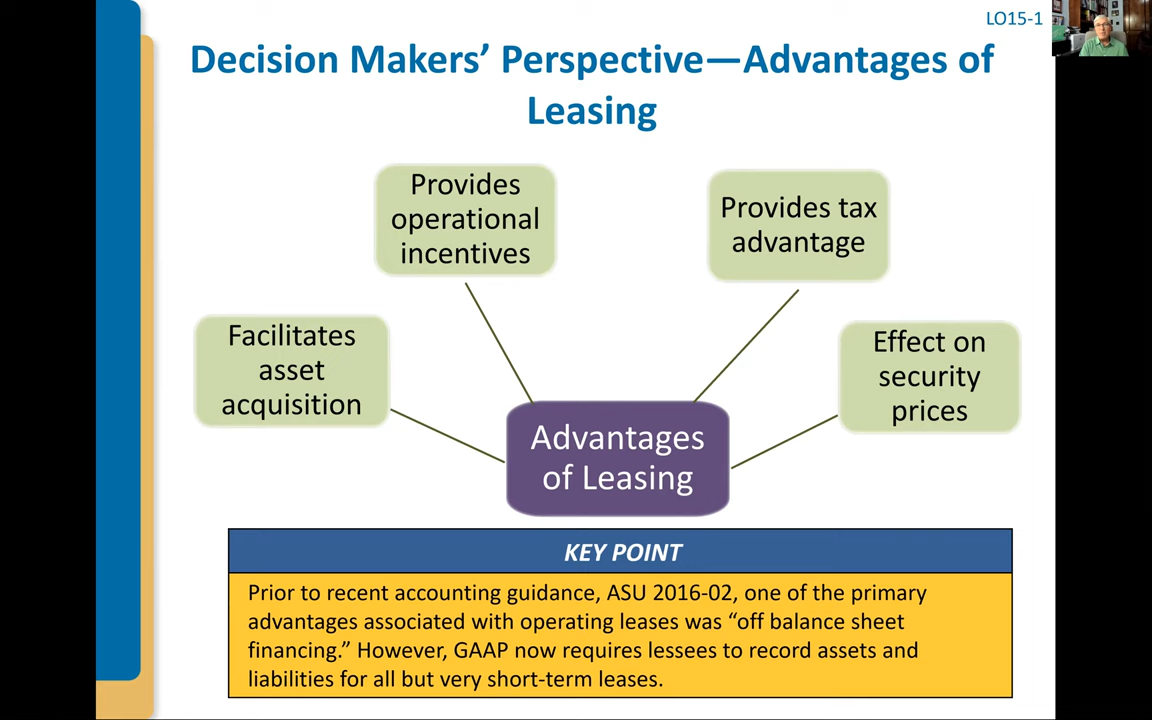 LO15-1
Decision Makers’ Perspective—Advantages of
Leasing
Provides
operational
incentives
Provides tax
advantage
Facilitates
asset
acquisition
Effect on
security
prices
Advantages
of Leasing
KEY POINT
Prior to recent accounting guidance, ASU 2016-02, one of the primary
advantages associated with operating leases was “off balance sheet
financing.” However, GAAP now requires lessees to record assets and
liabilities for all but very short-term leases.